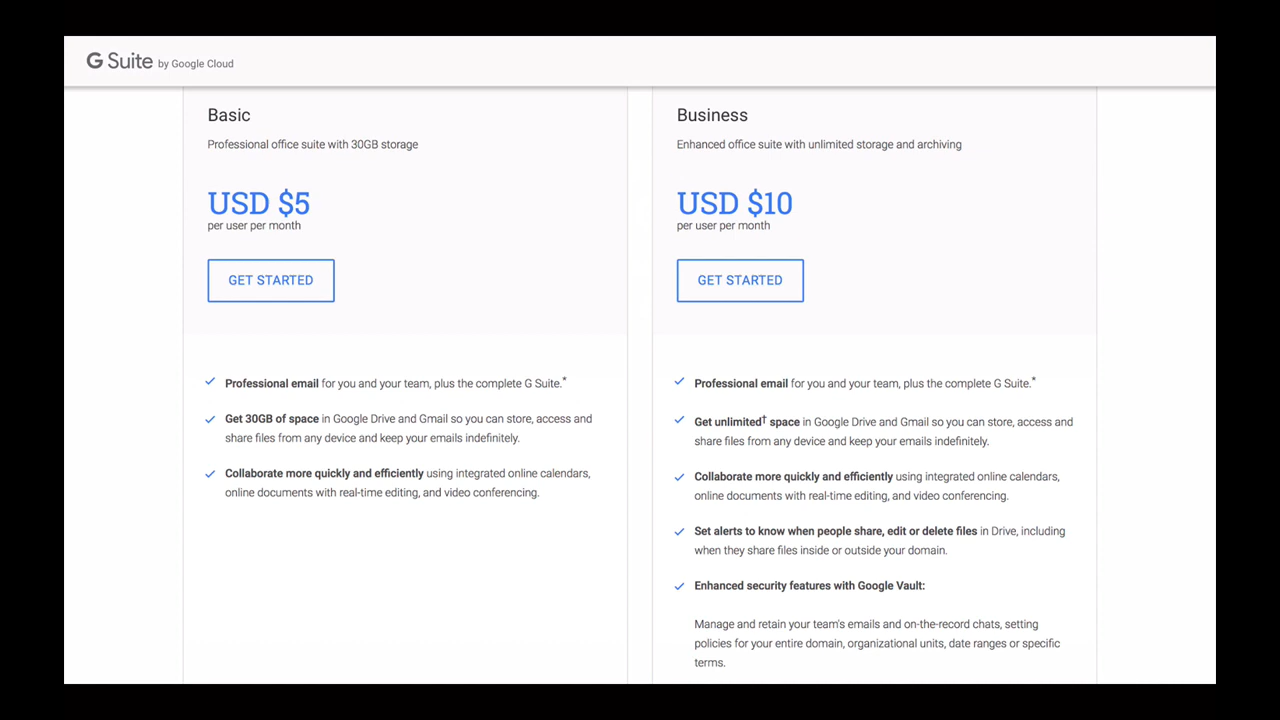 G Suite by Google Cloud
Basic
Professional office suite with 30GB storage
USD $5
per user per month
GET STARTED
Professional email for you and your team, plus the complete G Suite.*
Get 30GB of space in Google Drive and Gmail so you can store, access and
share files from any device and keep your emails indefinitely.
Collaborate more quickly and efficiently using integrated online calendars,
online documents with real-time editing, and video conferencing.
Business
Enhanced office suite with unlimited storage and archiving
USD $10
per user per month
GET STARTED
Professional email for you and your team, plus the complete G Suite.*
Get unlimited† space in Google Drive and Gmail so you can store, access and
share files from any device and keep your emails indefinitely.
Collaborate more quickly and efficiently using integrated online calendars,
online documents with real-time editing, and video conferencing.
Set alerts to know when people share, edit or delete files in Drive, including
when they share files inside or outside your domain.
Enhanced security features with Google Vault:
Manage and retain your team's emails and on-the-record chats, setting
policies for your entire domain, organizational units, date ranges or specific
terms.